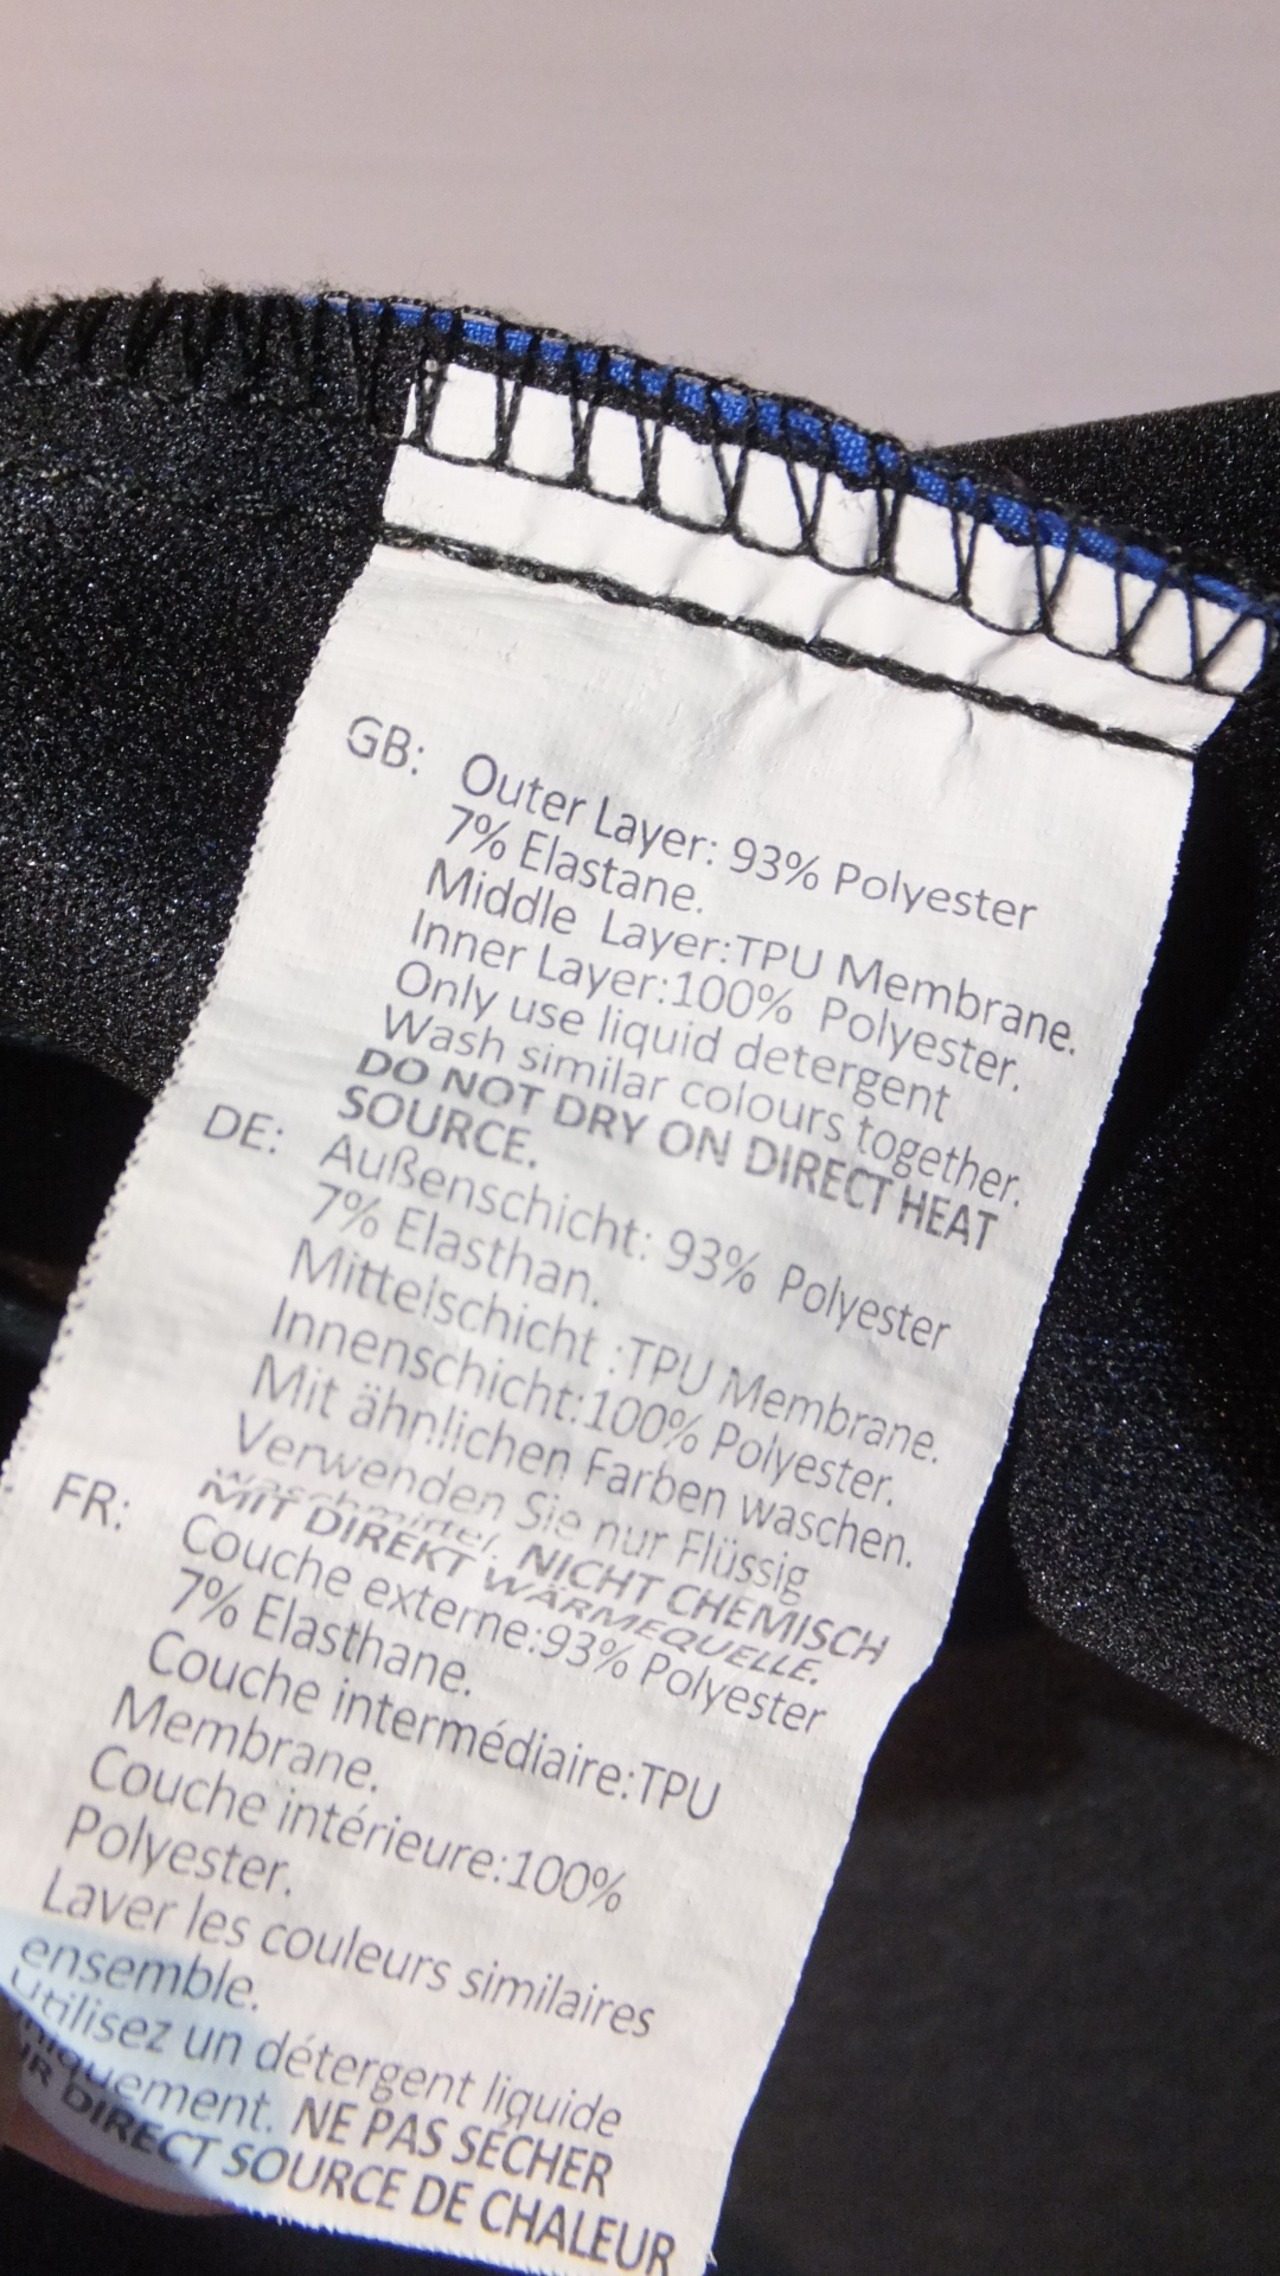 GB: Outer Layer: 93% Polyester
7% Elastane.
Middle Layer:TPU Membrane.
Inner Layer:100% Polyester.
Only use liquid detergent
Wash similar colours together.
DO NOT DRY ON DIRECT HEAT
SOURCE.
DE: Außenschicht: 93% Polyester
7% Elasthan.
Mittelschicht :TPU Membrane.
Innenschicht:100% Polyester.
Mit ähnlichen Farben waschen.
Verwenden Sie nur Flüssig
Waschmittel. NICHT CHEMISCH
MIT DIREKT WÄRMEQUELLE.
FR: Couche externe:93% Polyester
7% Elasthane.
Couche intermédiaire:TPU
Membrane.
Couche intérieure:100%
Polyester.
Laver les couleurs similaires
ensemble.
Utilisez un détergent liquide
uniquement. NE PAS SÉCHER
DIRECT SOURCE DE CHALEUR